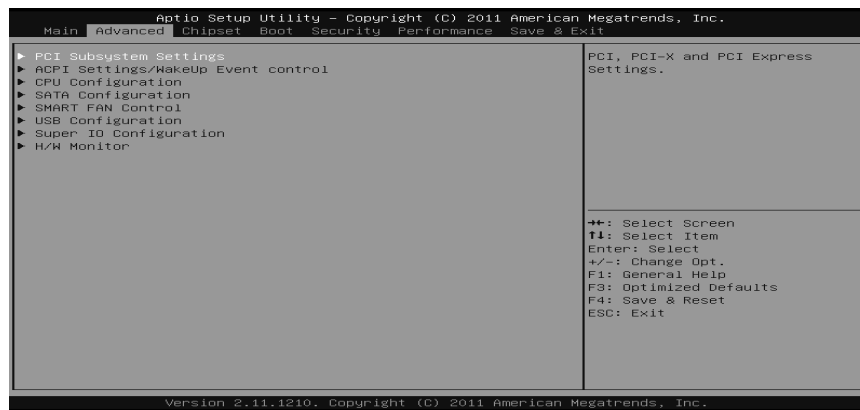 Aptio Setup Utility – Copyright (C) 2011 American Megatrends, Inc.
Main Advanced Chipset Boot Security Performance Save & Exit
► PCI Subsystem Settings
► ACPI Settings/WakeUp Event control
► CPU Configuration
► SATA Configuration
► SMART FAN Control
► USB Configuration
► Super IO Configuration
► H/W Monitor
PCI, PCI-X and PCI Express
Settings.
→←: Select Screen
↑↓: Select Item
Enter: Select
+/-: Change Opt.
F1: General Help
F3: Optimized Defaults
F4: Save & Reset
ESC: Exit
Version 2.11.1210. Copyright (C) 2011 American Megatrends, Inc.